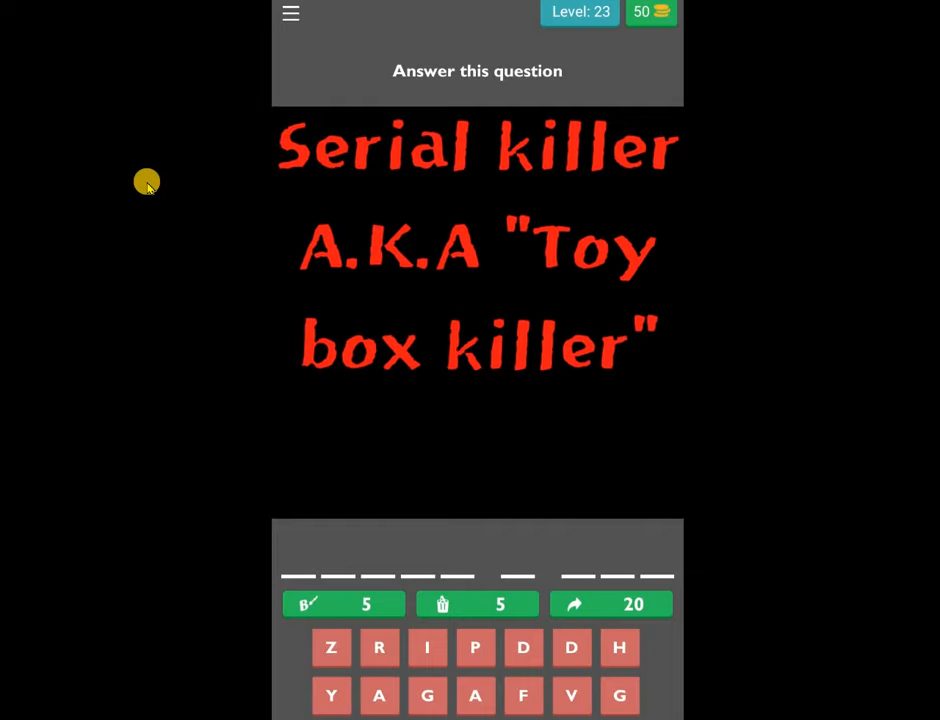 Level: 23 50
Answer this question
Serial killer
A.K.A "Toy
box killer"
B 5 5 20
Z R I P D D H
Y A G A F V G